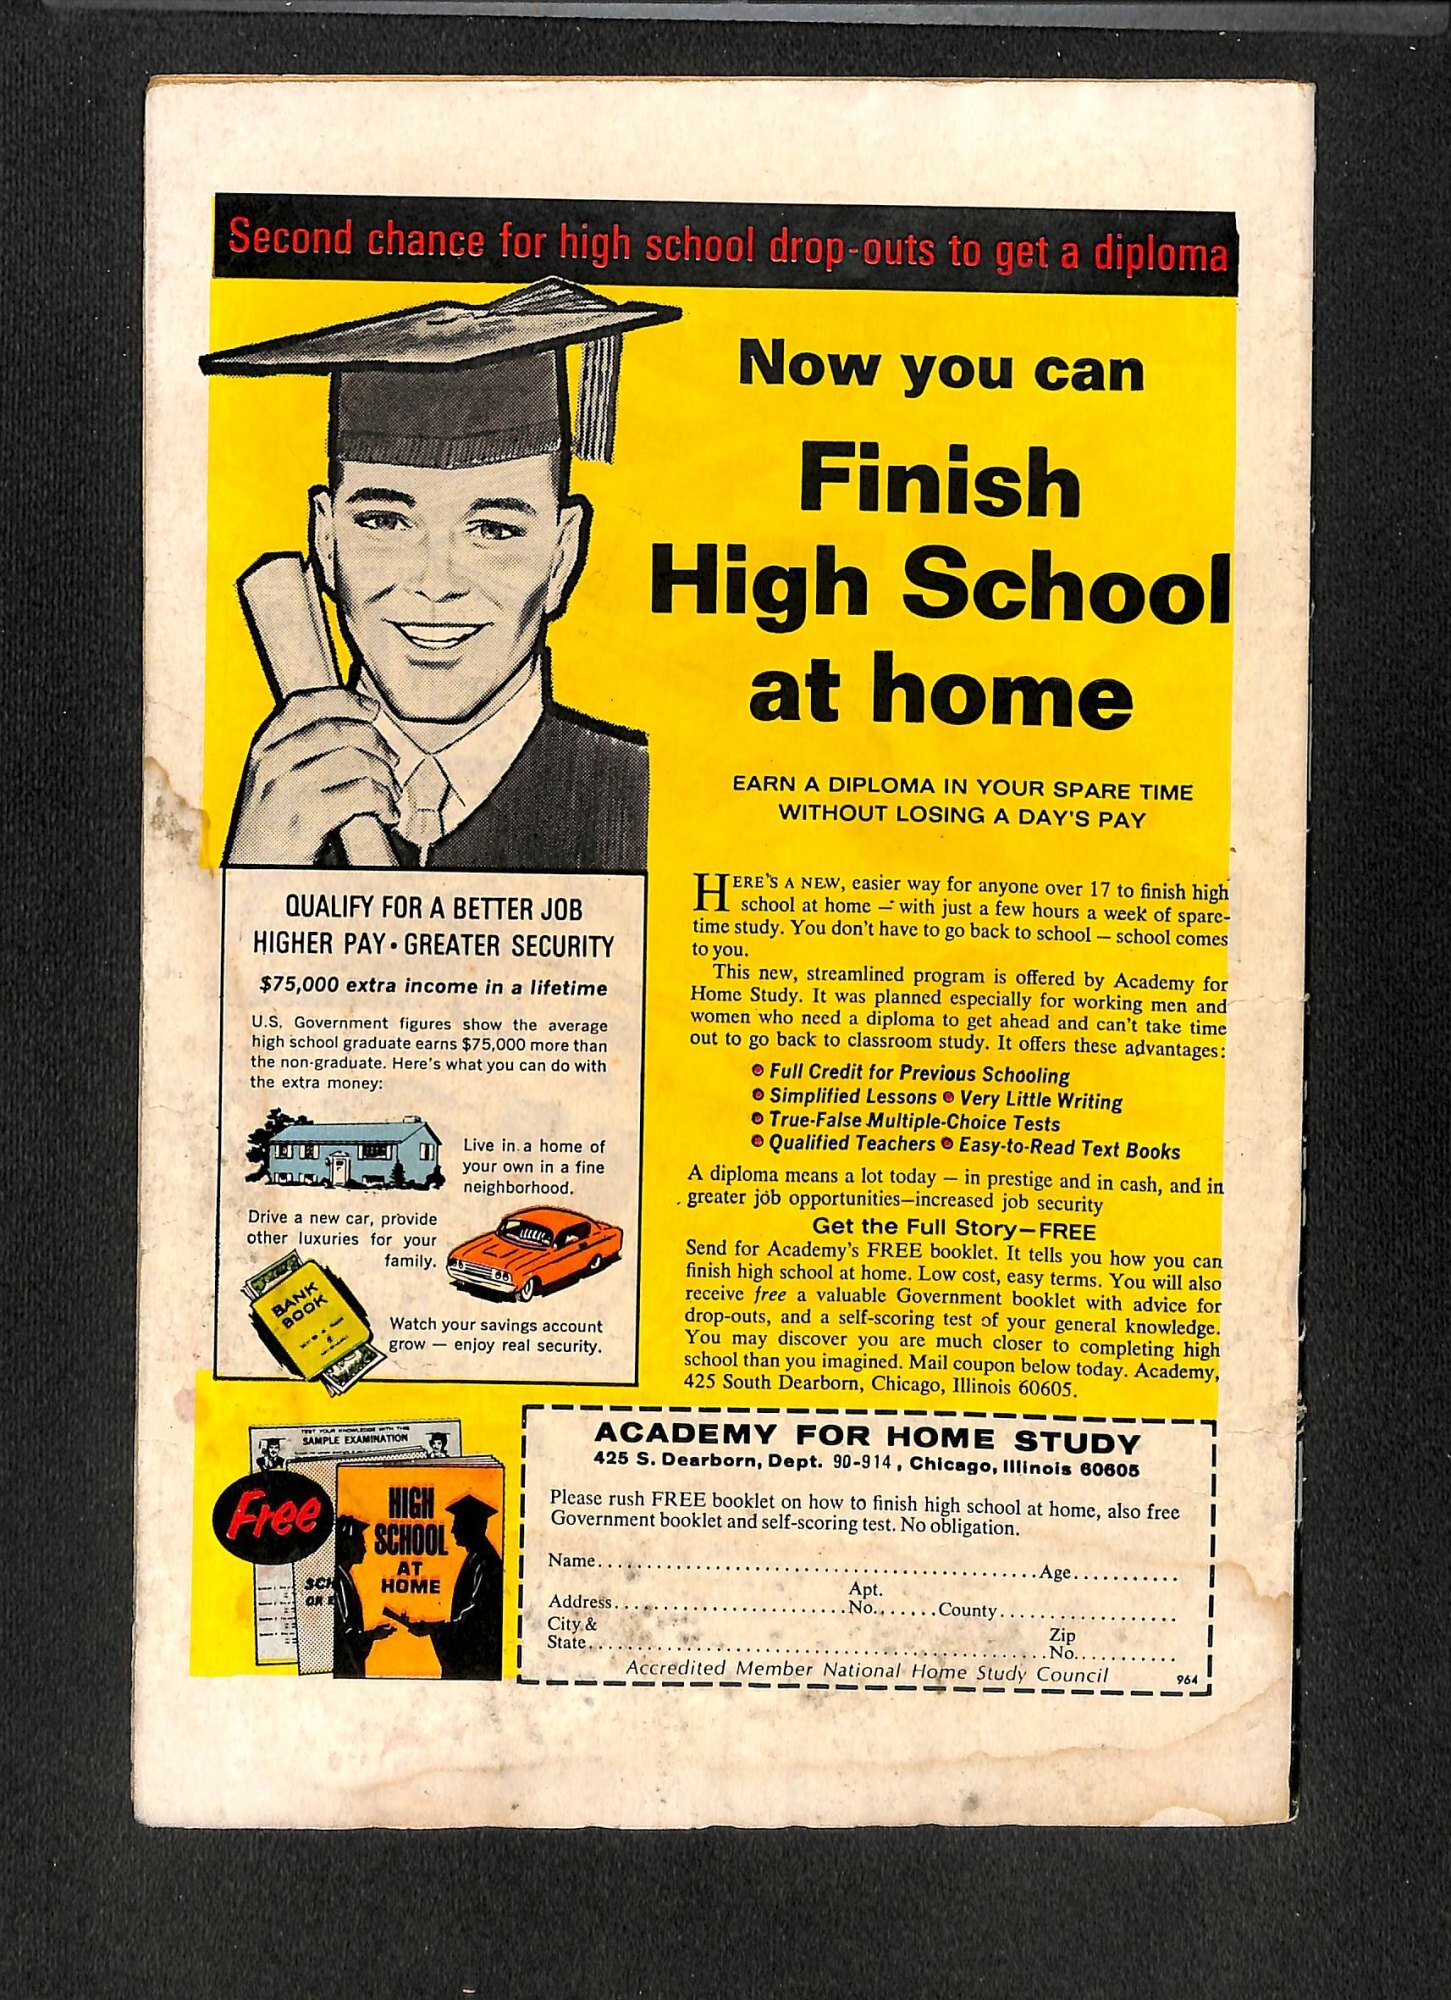 Second chance for high school drop-outs to get a diploma
Now you can
Finish
High School
at home
EARN A DIPLOMA IN YOUR SPARE TIME
WITHOUT LOSING A DAY'S PAY
HERE'S A NEW, easier way for anyone over 17 to finish high
school at home — with just a few hours a week of spare-
time study. You don't have to go back to school — school comes
to you.
This new, streamlined program is offered by Academy for
Home Study. It was planned especially for working men and
women who need a diploma to get ahead and can't take time
out to go back to classroom study. It offers these advantages:
• Full Credit for Previous Schooling
• Simplified Lessons • Very Little Writing
• True-False Multiple-Choice Tests
• Qualified Teachers • Easy-to-Read Text Books
A diploma means a lot today — in prestige and in cash, and in
greater job opportunities—increased job security
Get the Full Story—FREE
Send for Academy's FREE booklet. It tells you how you can
finish high school at home. Low cost, easy terms. You will also
receive free a valuable Government booklet with advice for
drop-outs, and a self-scoring test of your general knowledge.
You may discover you are much closer to completing high
school than you imagined. Mail coupon below today. Academy,
425 South Dearborn, Chicago, Illinois 60605.
QUALIFY FOR A BETTER JOB
HIGHER PAY • GREATER SECURITY
$75,000 extra income in a lifetime
U.S. Government figures show the average
high school graduate earns $75,000 more than
the non-graduate. Here's what you can do with
the extra money:
Live in a home of
your own in a fine
neighborhood.
Drive a new car, provide
other luxuries for your
family.
BANK
BOOK
Watch your savings account
grow — enjoy real security.
TEST YOUR KNOWLEDGE WITH THIS
SAMPLE EXAMINATION
Free
HIGH
SCHOOL
AT
HOME
ACADEMY FOR HOME STUDY
425 S. Dearborn, Dept. 90-914, Chicago, Illinois 60605
Please rush FREE booklet on how to finish high school at home, also free
Government booklet and self-scoring test. No obligation.
Name..........Age..........
Address..........Apt. No.......County..........
City &
State..........Zip No..........
Accredited Member National Home Study Council 964